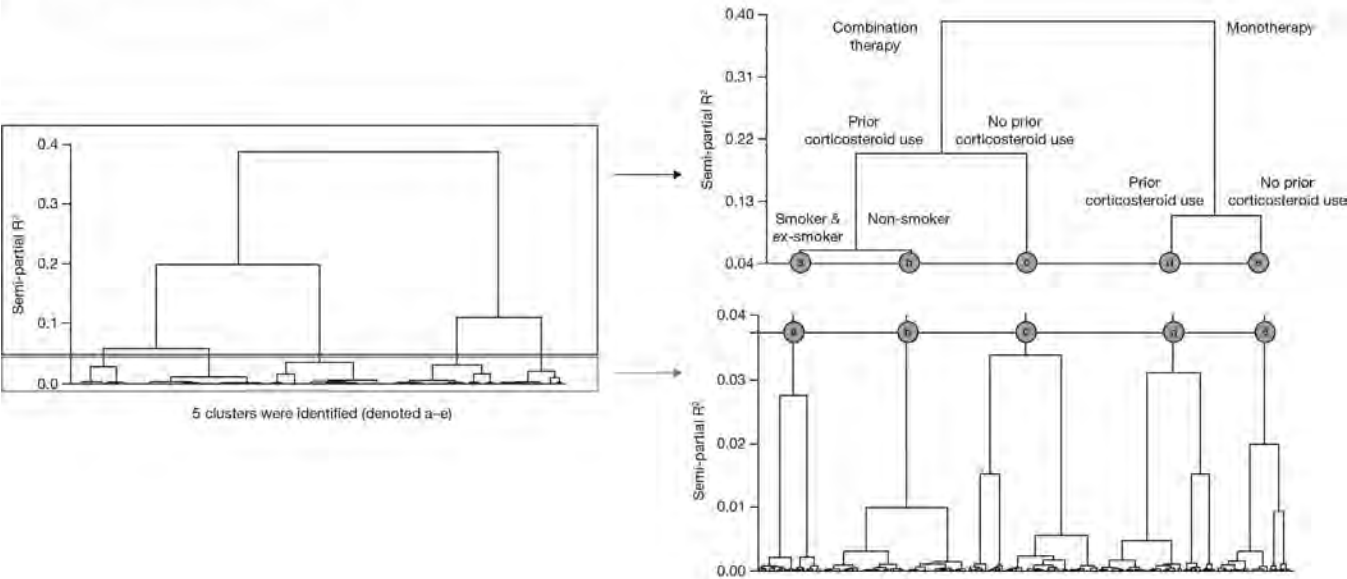 0.4
0.3
0.2
0.1
0.0
Semi-partial R²
5 clusters were identified (denoted a–e)
0.40
0.31
0.22
0.13
0.04
Semi-partial R²
Combination
therapy
Monotherapy
Prior
corticosteroid use
No prior
corticosteroid use
Prior
corticosteroid use
No prior
corticosteroid use
Smoker &
ex-smoker
Non-smoker
a
b
c
d
e
0.04
0.03
0.02
0.01
0.00
Semi-partial R²
a
b
c
d
e